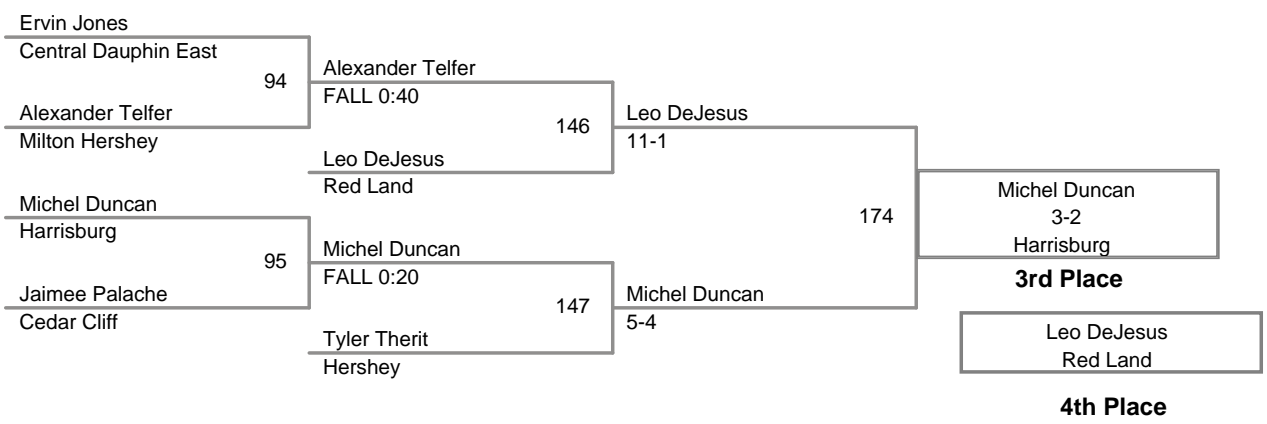 Ervin Jones
Central Dauphin East
94
Alexander Telfer
Milton Hershey
Michel Duncan
Harrisburg
95
Jaimee Palache
Cedar Cliff
Alexander Telfer
FALL 0:40
146
Leo DeJesus
Red Land
Michel Duncan
FALL 0:20
147
Tyler Therit
Hershey
Leo DeJesus
11-1
174
Michel Duncan
5-4
Michel Duncan
3-2
Harrisburg
3rd Place
Leo DeJesus
Red Land
4th Place